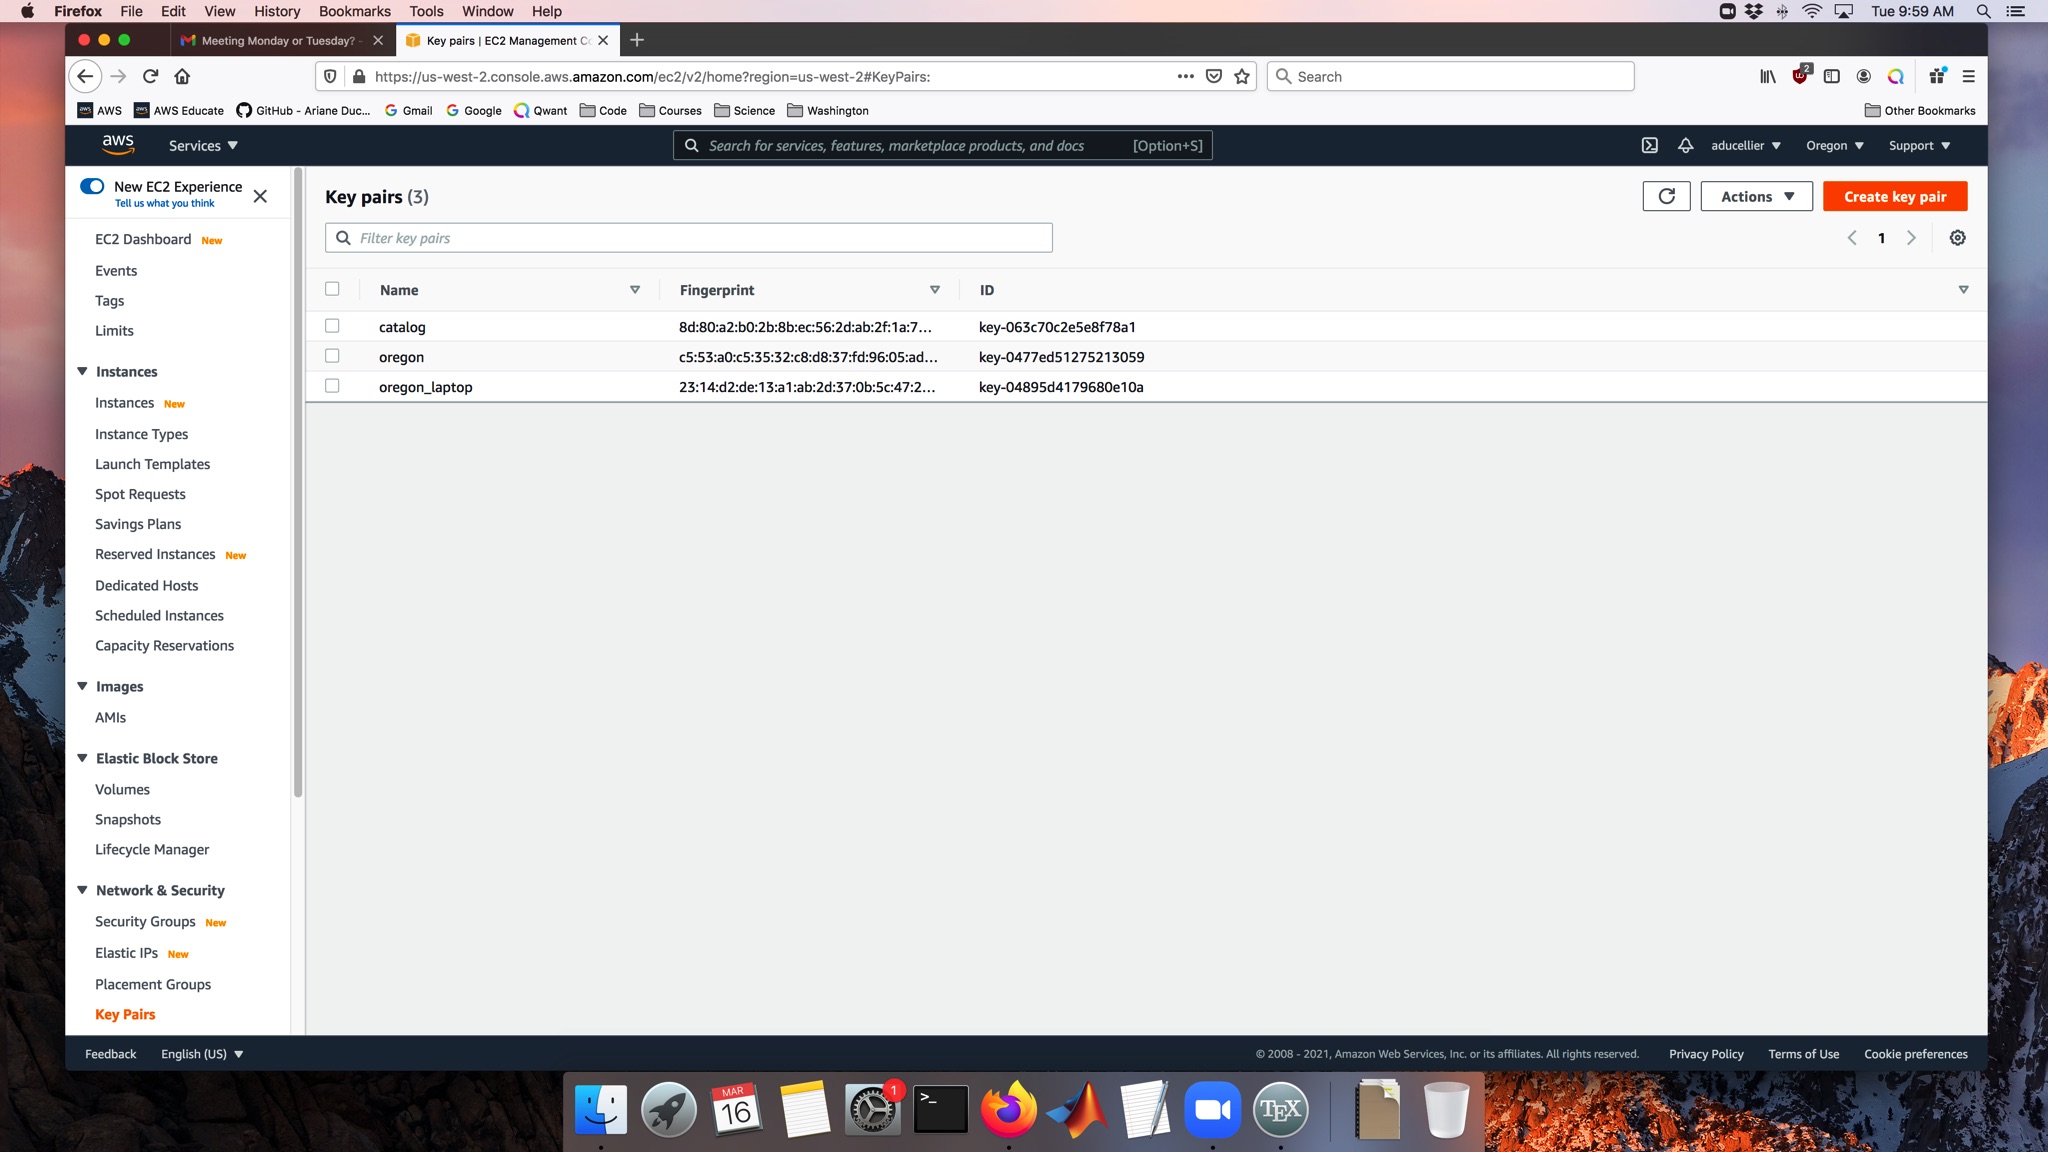 Firefox File Edit View History Bookmarks Tools Window Help Tue 9:59 AM
Meeting Monday or Tuesday? - Key pairs | EC2 Management Co
https://us-west-2.console.aws.amazon.com/ec2/v2/home?region=us-west-2#KeyPairs: Search 2
AWS AWS Educate GitHub - Ariane Duc... Gmail Google Qwant Code Courses Science Washington Other Bookmarks
aws Services Search for services, features, marketplace products, and docs [Option+S] aducellier Oregon Support
New EC2 Experience
Tell us what you think
EC2 Dashboard New
Events
Tags
Limits
Instances
Instances New
Instance Types
Launch Templates
Spot Requests
Savings Plans
Reserved Instances New
Dedicated Hosts
Scheduled Instances
Capacity Reservations
Images
AMIs
Elastic Block Store
Volumes
Snapshots
Lifecycle Manager
Network & Security
Security Groups New
Elastic IPs New
Placement Groups
Key Pairs
Key pairs (3) Actions Create key pair
Filter key pairs 1
Name Fingerprint ID
catalog 8d:80:a2:b0:2b:8b:ec:56:2d:ab:2f:1a:7... key-063c70c2e5e8f78a1
oregon c5:53:a0:c5:35:32:c8:d8:37:fd:96:05:ad... key-0477ed51275213059
oregon_laptop 23:14:d2:de:13:a1:ab:2d:37:0b:5c:47:2... key-04895d4179680e10a
Feedback English (US) © 2008 - 2021, Amazon Web Services, Inc. or its affiliates. All rights reserved. Privacy Policy Terms of Use Cookie preferences
MAR
16
1
>_
TEX